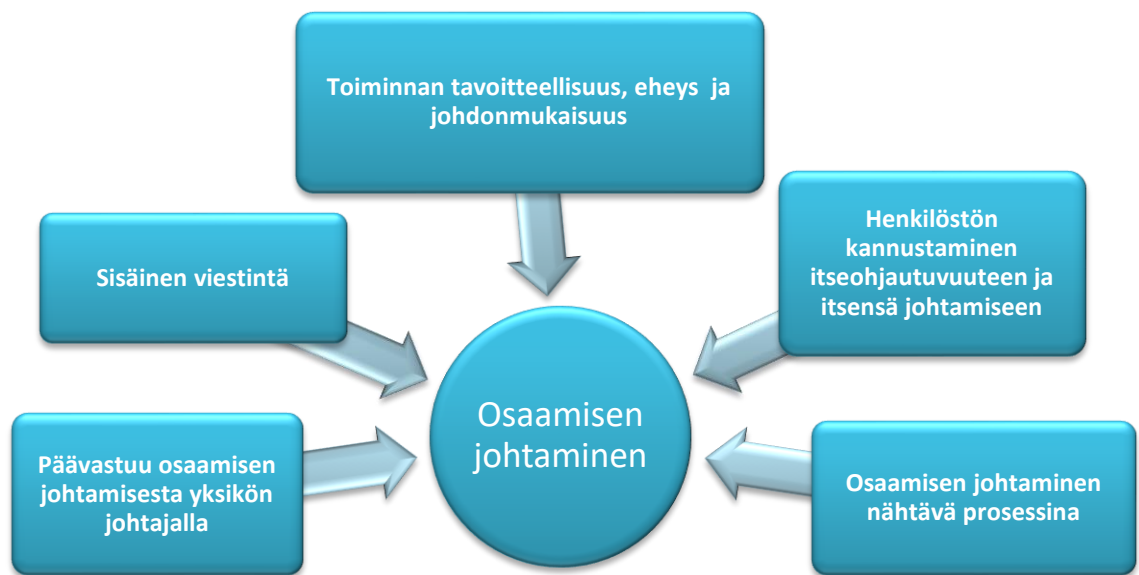 Toiminnan tavoitteellisuus, eheys ja
johdonmukaisuus
Sisäinen viestintä
Henkilöstön
kannustaminen
itseohjautuvuuteen ja
itsensä johtamiseen
Osaamisen
johtaminen
Päävastuu osaamisen
johtamisesta yksikön
johtajalla
Osaamisen johtaminen
nähtävä prosessina